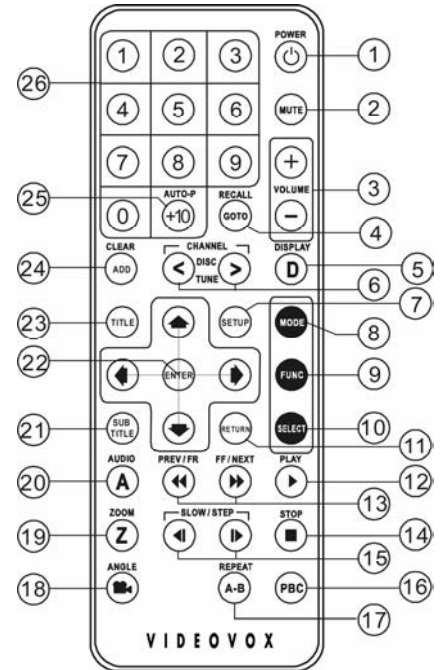 POWER
1 2 3 1
26
4 5 6 MUTE 2
7 8 9 + VOLUME − 3
AUTO-P RECALL
25 0 +10 GOTO 4
CLEAR CHANNEL DISPLAY
24 ADD < DISC TUNE > D 5
6
7
23 TITLE SETUP MODE 8
22 ENTER FUNC 9
21 SUB TITLE RETURN SELECT 10
11
AUDIO PREV/FR FF/NEXT PLAY
20 A 12
13
ZOOM SLOW/STEP STOP
19 Z 14
15
ANGLE REPEAT
18 A-B PBC 16
17
VIDEOVOX